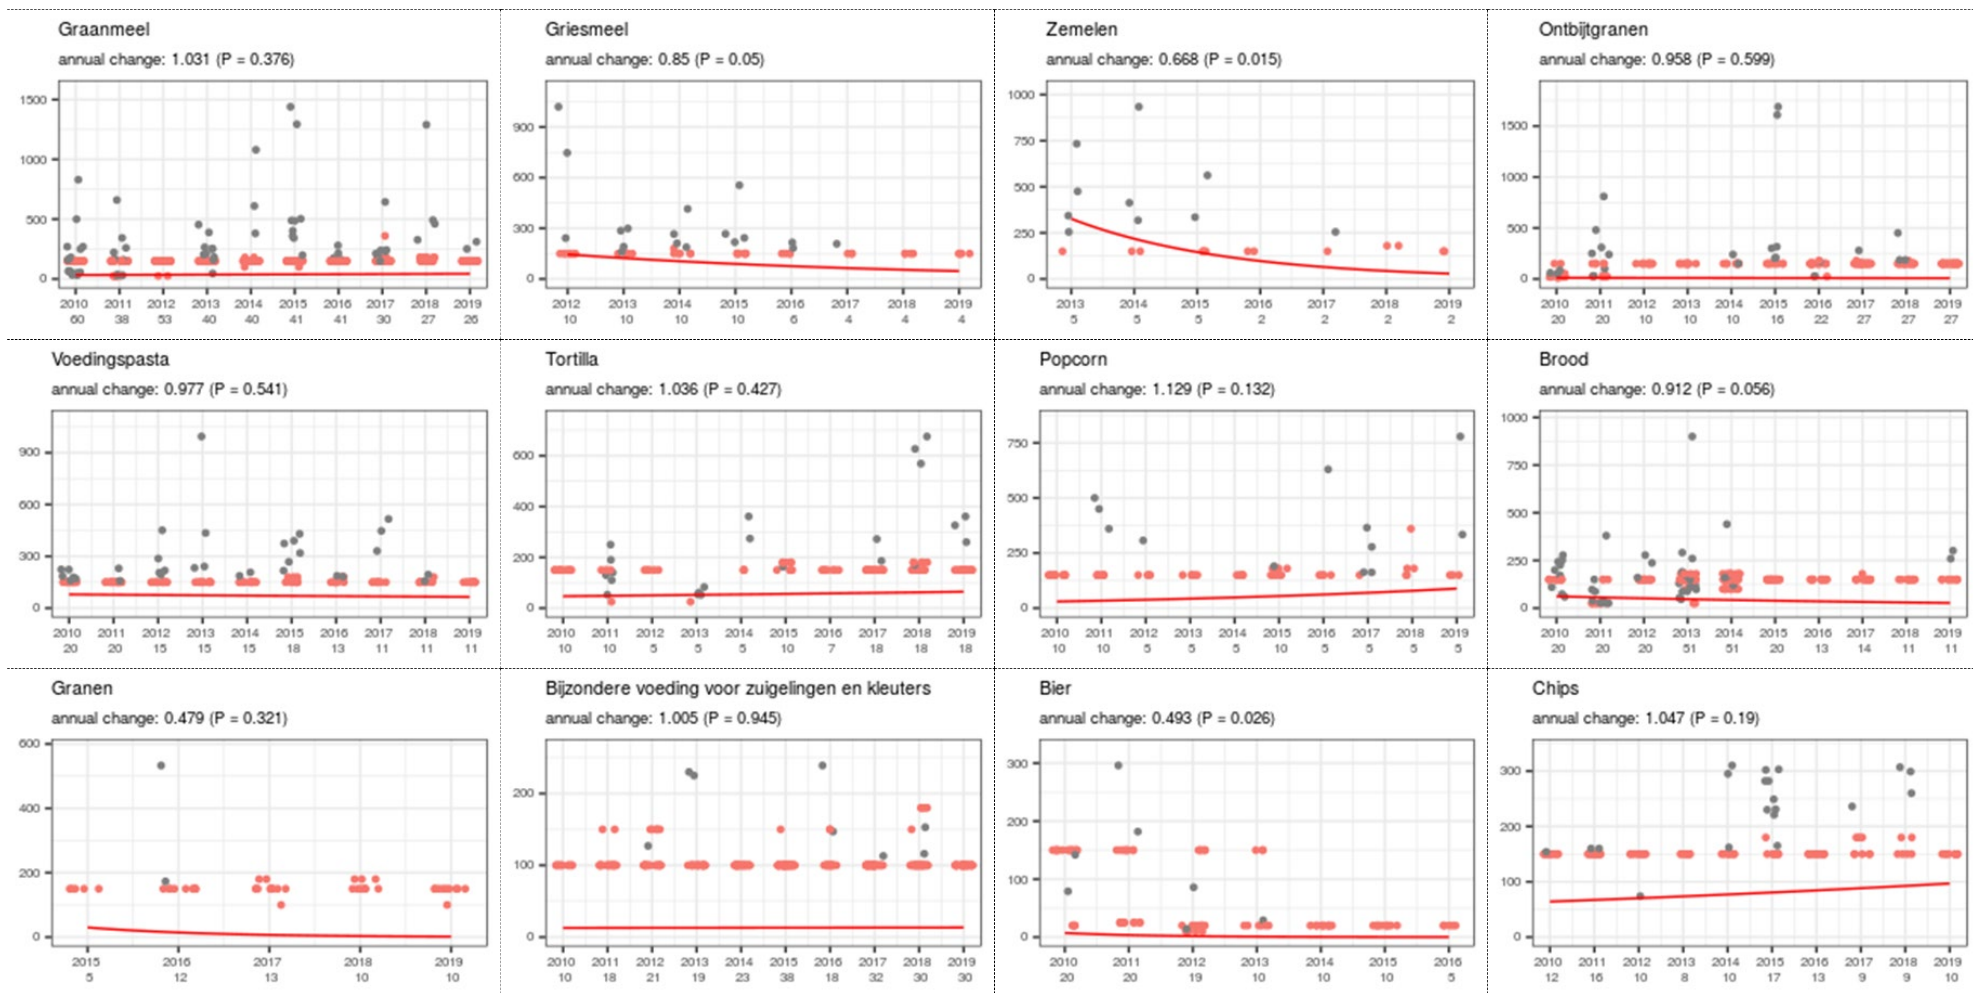 Graanmeel
annual change: 1.031 (P = 0.376)
1500
1000
500
0
2010 2011 2012 2013 2014 2015 2016 2017 2018 2019
60 38 53 40 40 41 41 30 27 26
Griesmeel
annual change: 0.85 (P = 0.05)
900
600
300
0
2012 2013 2014 2015 2016 2017 2018 2019
10 10 10 10 6 4 4 4
Zemelen
annual change: 0.668 (P = 0.015)
1000
750
500
250
0
2013 2014 2015 2016 2017 2018 2019
5 5 5 2 2 2 2
Ontbijtgranen
annual change: 0.958 (P = 0.599)
1500
1000
500
0
2010 2011 2012 2013 2014 2015 2016 2017 2018 2019
20 20 10 10 10 16 22 27 27 27
Voedingspasta
annual change: 0.977 (P = 0.541)
900
600
300
0
2010 2011 2012 2013 2014 2015 2016 2017 2018 2019
20 20 15 15 15 18 13 11 11 11
Tortilla
annual change: 1.036 (P = 0.427)
600
400
200
0
2010 2011 2012 2013 2014 2015 2016 2017 2018 2019
10 10 5 5 5 10 7 18 18 18
Popcorn
annual change: 1.129 (P = 0.132)
750
500
250
0
2010 2011 2012 2013 2014 2015 2016 2017 2018 2019
10 10 5 5 5 10 5 5 5 5
Brood
annual change: 0.912 (P = 0.056)
1000
750
500
250
0
2010 2011 2012 2013 2014 2015 2016 2017 2018 2019
20 20 20 51 51 20 13 14 11 11
Granen
annual change: 0.479 (P = 0.321)
600
400
200
0
2015 2016 2017 2018 2019
5 12 13 10 10
Bijzondere voeding voor zuigelingen en kleuters
annual change: 1.005 (P = 0.945)
200
100
0
2010 2011 2012 2013 2014 2015 2016 2017 2018 2019
10 18 21 19 23 38 18 32 30 30
Bier
annual change: 0.493 (P = 0.026)
300
200
100
0
2010 2011 2012 2013 2014 2015 2016
20 20 19 10 10 10 5
Chips
annual change: 1.047 (P = 0.19)
300
200
100
0
2010 2011 2012 2013 2014 2015 2016 2017 2018 2019
12 16 10 8 10 17 13 9 9 10